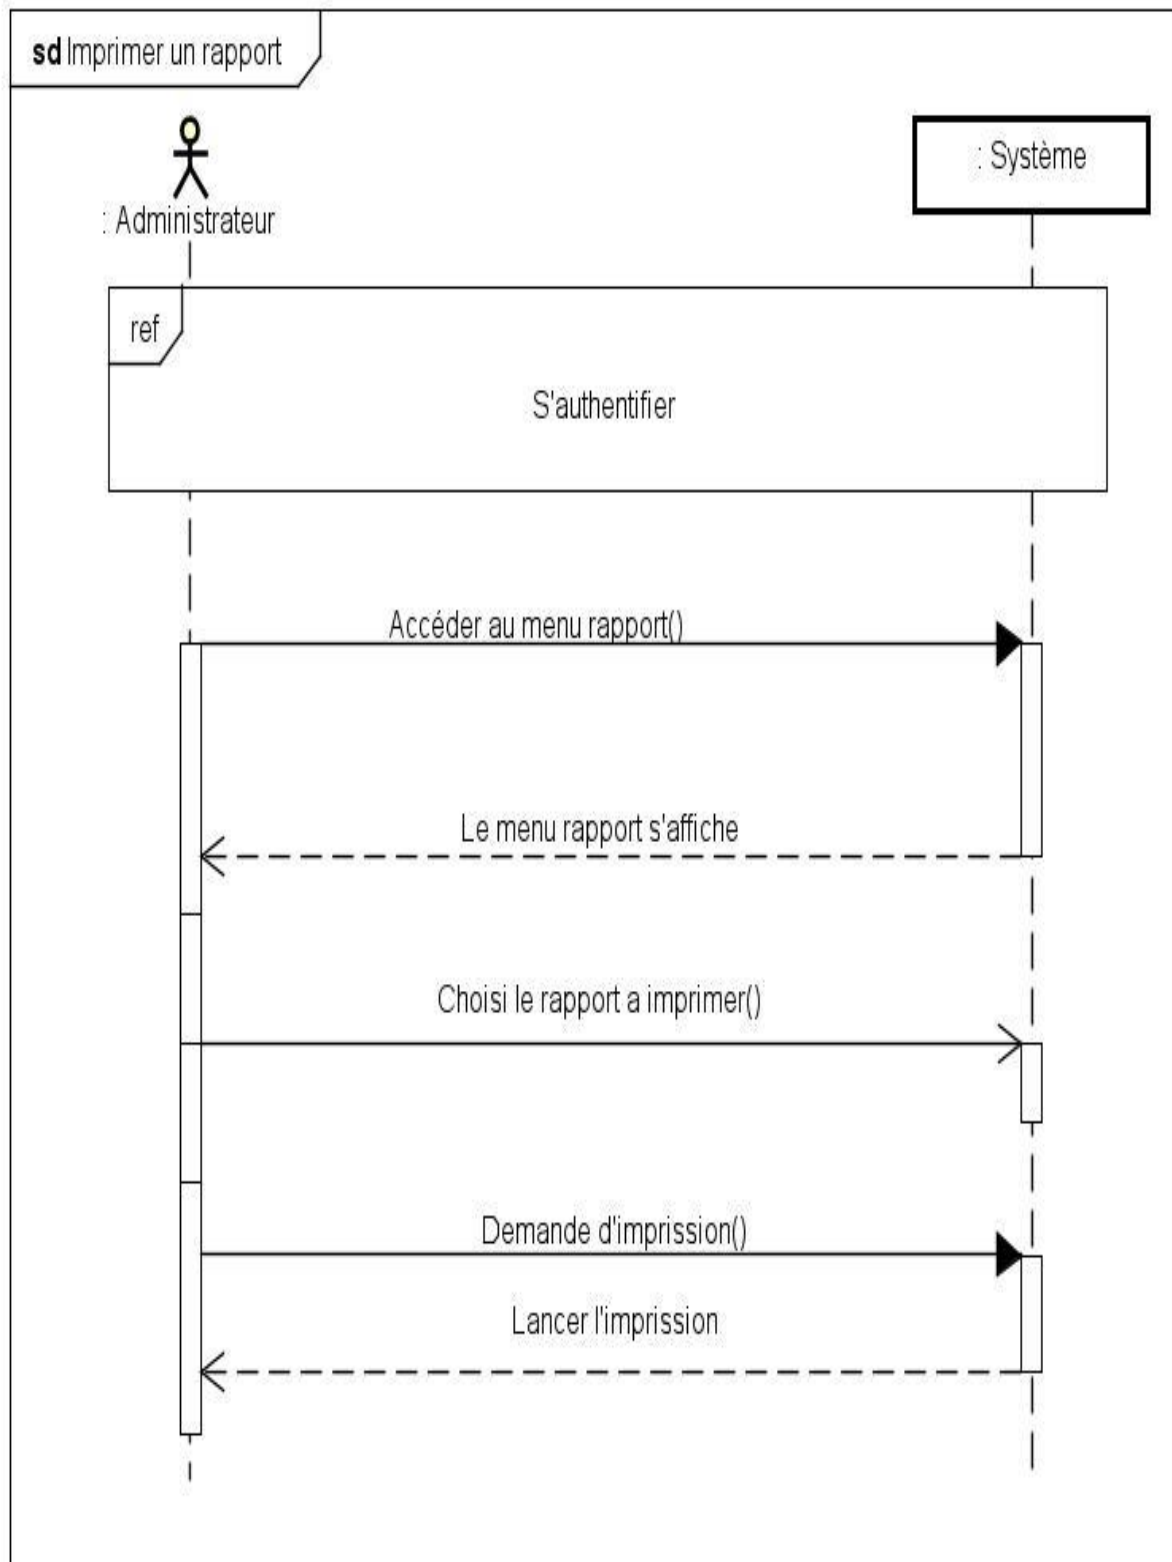 sd Imprimer un rapport
: Système
: Administrateur
ref
S'authentifier
Accéder au menu rapport()
Le menu rapport s'affiche
Choisi le rapport a imprimer()
Demande d'imprission()
Lancer l'imprission